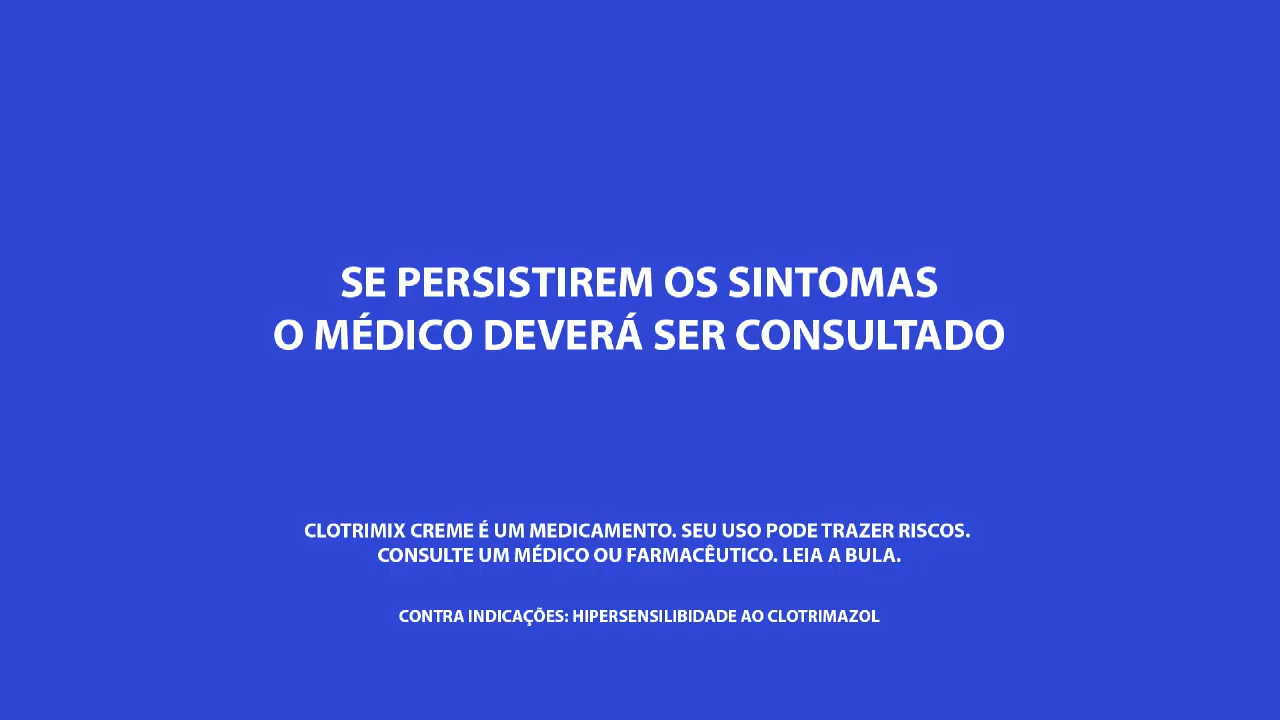 SE PERSISTIREM OS SINTOMAS
O MÉDICO DEVERÁ SER CONSULTADO
CLOTRIMIX CREME É UM MEDICAMENTO. SEU USO PODE TRAZER RISCOS.
CONSULTE UM MÉDICO OU FARMACÊUTICO. LEIA A BULA.
CONTRA INDICAÇÕES: HIPERSENSILIBIDADE AO CLOTRIMAZOL